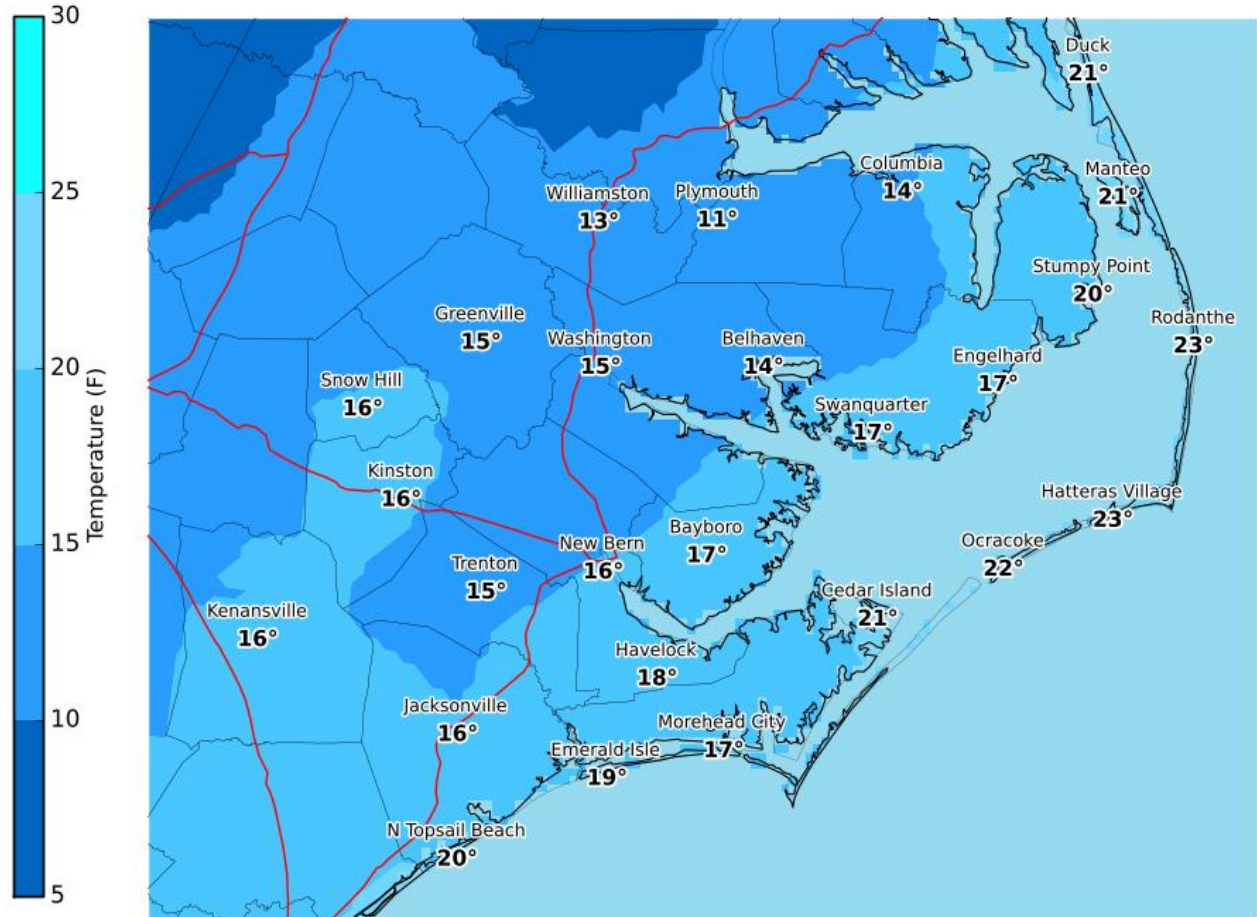 30
25
20
15
10
5
Temperature (F)
Duck
21°
Columbia
14°
Manteo
21°
Williamston
13°
Plymouth
11°
Stumpy Point
20°
Greenville
15°
Washington
15°
Belhaven
14°
Rodanthe
23°
Engelhard
17°
Snow Hill
16°
Swanquarter
17°
Kinston
16°
Hatteras Village
23°
Bayboro
17°
New Bern
16°
Ocracoke
22°
Trenton
15°
Cedar Island
21°
Kenansville
16°
Havelock
18°
Jacksonville
16°
Morehead City
17°
Emerald Isle
19°
N Topsail Beach
20°